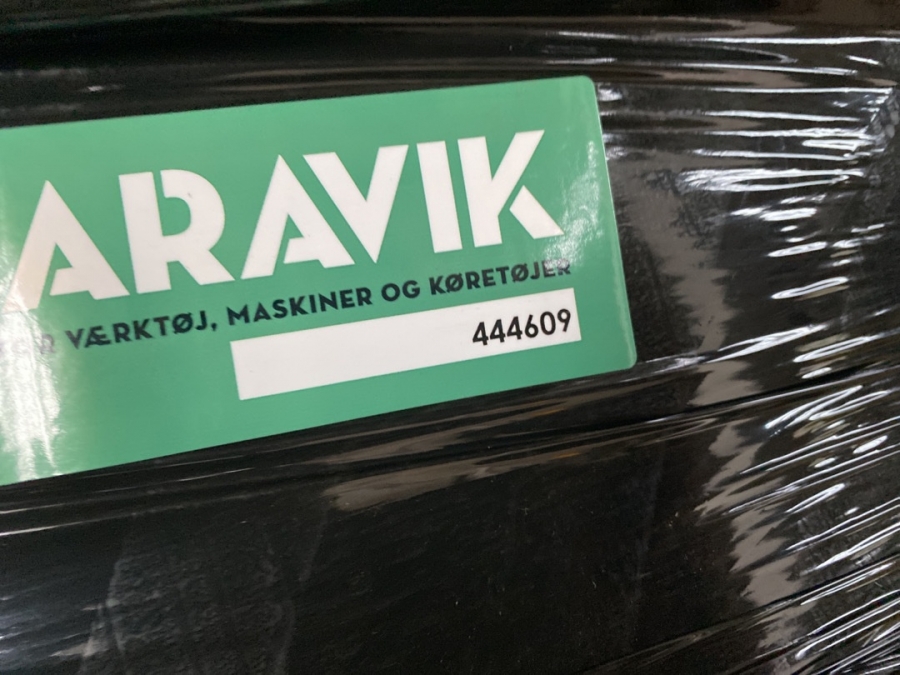 ARAVIK
VÆRKTØJ, MASKINER OG KØRETØJER
444609